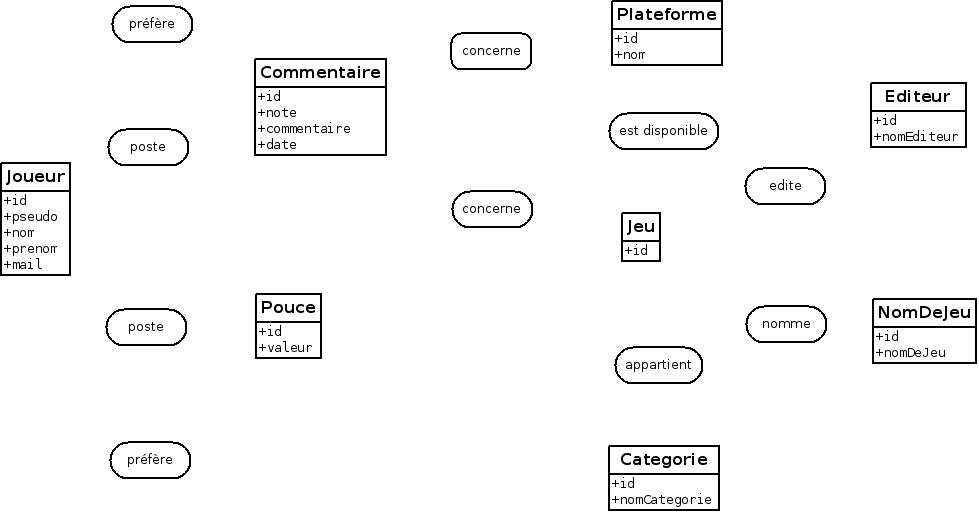 préfère
Plateforme
+id
+nom
concerne
Commentaire
+id
+note
+commentaire
+date
Editeur
+id
+nomEditeur
est disponible
poste
Joueur
+id
+pseudo
+nom
+prenom
+mail
edite
concerne
Jeu
+id
Pouce
+id
+valeur
poste
nomme
NomDeJeu
+id
+nomDeJeu
appartient
préfère
Categorie
+id
+nomCategorie